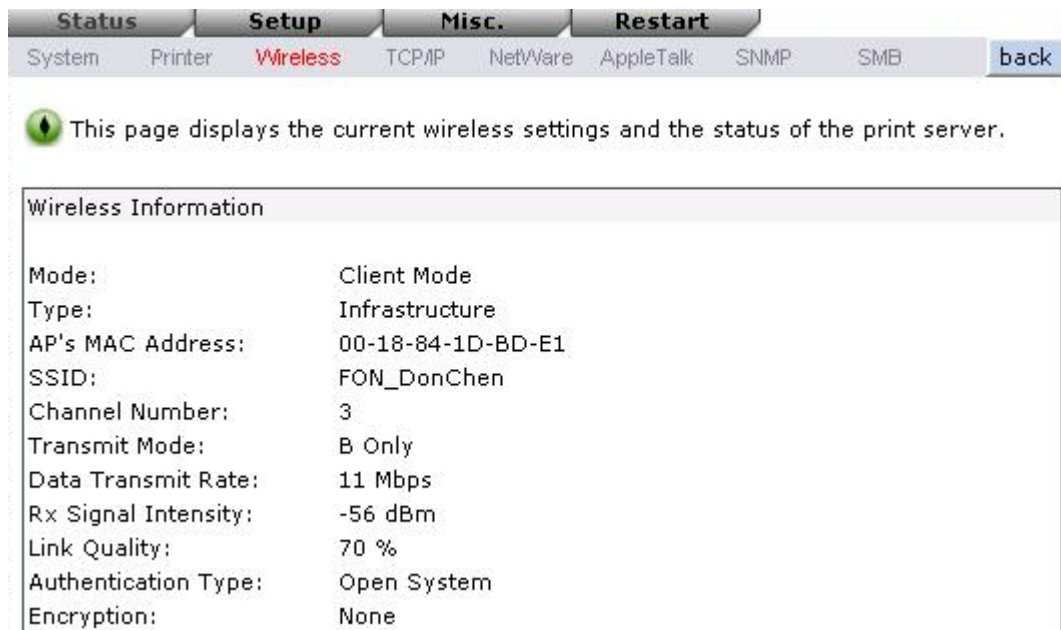 Status Setup Misc. Restart
System Printer Wireless TCP/IP NetWare AppleTalk SNMP SMB back
This page displays the current wireless settings and the status of the print server.
Wireless Information
Mode: Client Mode
Type: Infrastructure
AP's MAC Address: 00-18-84-1D-BD-E1
SSID: FON_DonChen
Channel Number: 3
Transmit Mode: B Only
Data Transmit Rate: 11 Mbps
Rx Signal Intensity: -56 dBm
Link Quality: 70 %
Authentication Type: Open System
Encryption: None